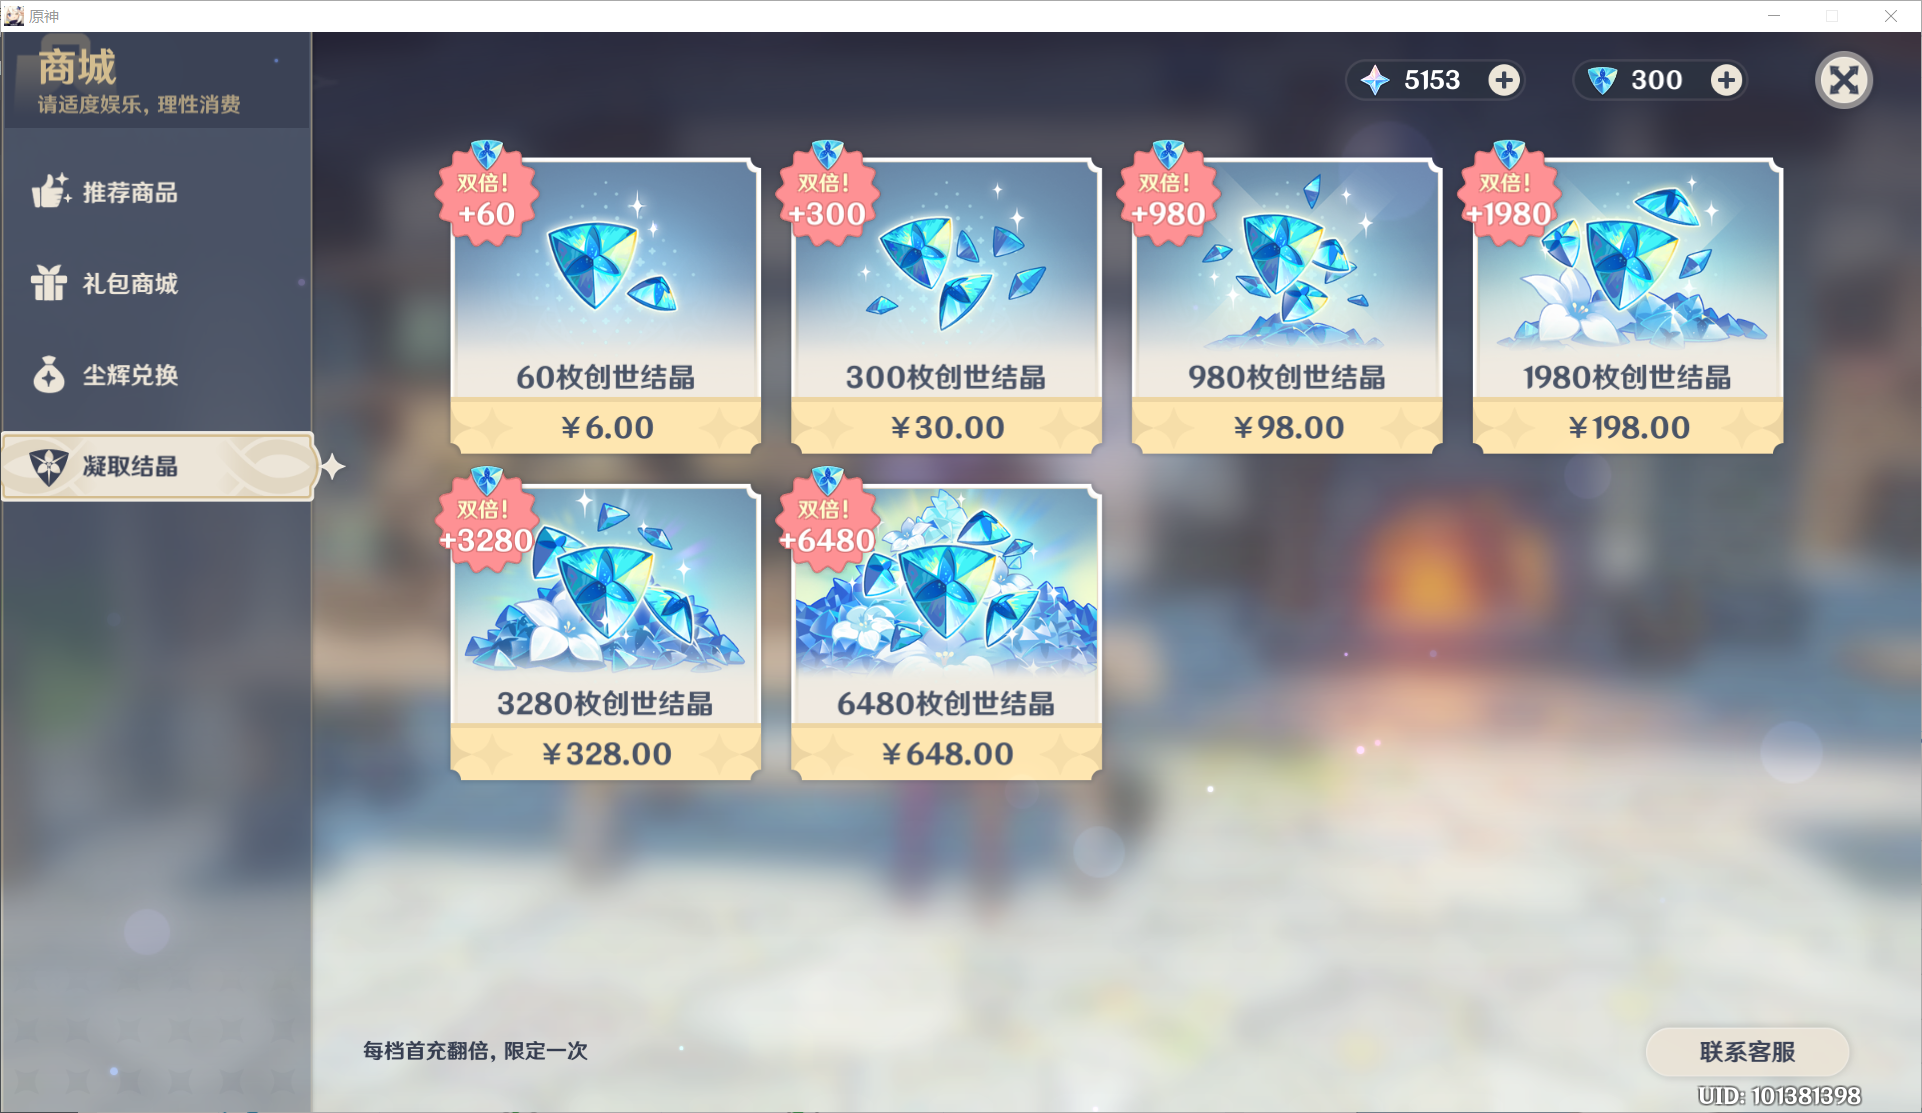 原神
商城
请适度娱乐, 理性消费
5153
300
推荐商品
礼包商城
尘辉兑换
凝取结晶
双倍!
+60
60枚创世结晶
￥6.00
双倍!
+300
300枚创世结晶
￥30.00
双倍!
+980
980枚创世结晶
￥98.00
双倍!
+1980
1980枚创世结晶
￥198.00
双倍!
+3280
3280枚创世结晶
￥328.00
双倍!
+6480
6480枚创世结晶
￥648.00
每档首充翻倍, 限定一次
联系客服
UID: 101381398